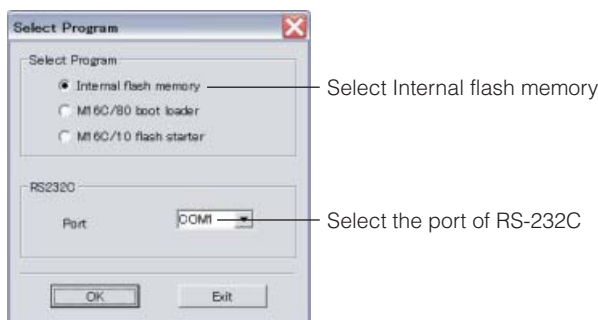 Select Program
Select Program
Internal flash memory
Select Internal flash memory
M16C/80 boot loader
M16C/10 flash starter
RS232C
Port
COM1
Select the port of RS-232C
OK
Exit